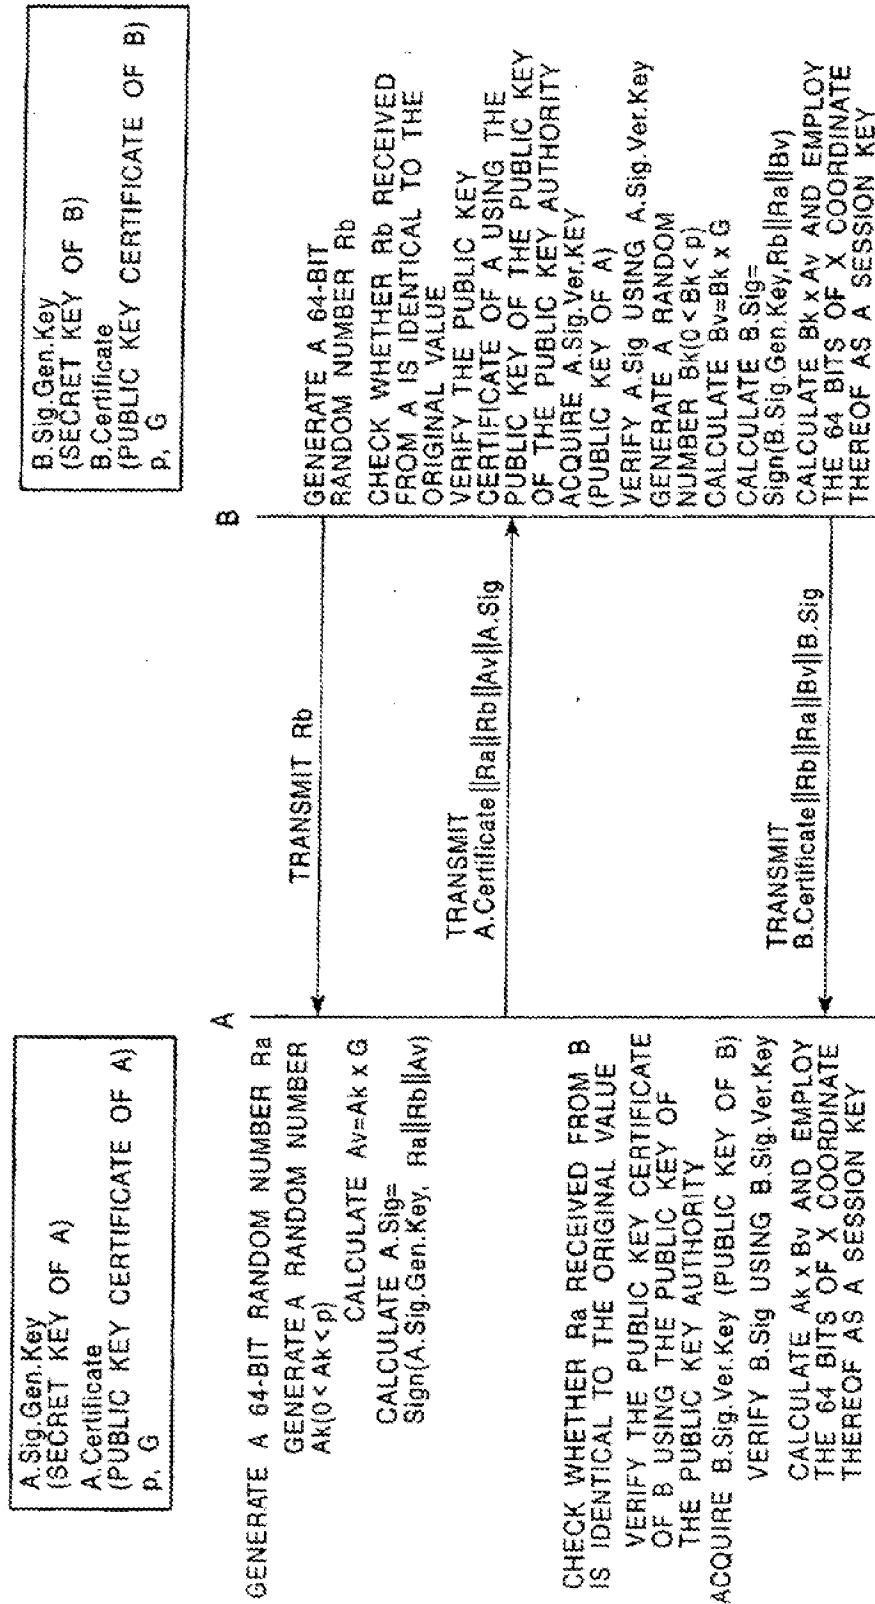 A.Sig.Gen.Key
(SECRET KEY OF A)
A.Certificate
(PUBLIC KEY CERTIFICATE OF A)
p, G
B.Sig.Gen.Key
(SECRET KEY OF B)
B.Certificate
(PUBLIC KEY CERTIFICATE OF B)
p, G
A
B
GENERATE A 64-BIT
RANDOM NUMBER Rb
TRANSMIT Rb
GENERATE A 64-BIT RANDOM NUMBER Ra
GENERATE A RANDOM NUMBER
Ak(0<Ak<p)
CALCULATE Av=Ak x G
CALCULATE A.Sig=
Sign(A.Sig.Gen.Key, Ra||Rb||Av)
TRANSMIT
A.Certificate||Ra||Rb||Av||A.Sig
CHECK WHETHER Rb RECEIVED
FROM A IS IDENTICAL TO THE
ORIGINAL VALUE
VERIFY THE PUBLIC KEY
CERTIFICATE OF A USING THE
PUBLIC KEY OF THE PUBLIC KEY
OF THE PUBLIC KEY AUTHORITY
ACQUIRE A.Sig.Ver.KEY
(PUBLIC KEY OF A)
VERIFY A.Sig USING A.Sig.Ver.Key
GENERATE A RANDOM
NUMBER Bk(0<Bk<p)
CALCULATE Bv=Bk x G
CALCULATE B.Sig=
Sign(B.Sig.Gen.Key,Rb||Ra||Bv)
CALCULATE Bk x Av AND EMPLOY
THE 64 BITS OF X COORDINATE
THEREOF AS A SESSION KEY
TRANSMIT
B.Certificate||Rb||Ra||Bv||B.Sig
CHECK WHETHER Ra RECEIVED FROM B
IS IDENTICAL TO THE ORIGINAL VALUE
VERIFY THE PUBLIC KEY CERTIFICATE
OF B USING THE PUBLIC KEY OF
THE PUBLIC KEY AUTHORITY
ACQUIRE B.Sig.Ver.Key (PUBLIC KEY OF B)
VERIFY B.Sig USING B.Sig.Ver.Key
CALCULATE Ak x Bv AND EMPLOY
THE 64 BITS OF X COORDINATE
THEREOF AS A SESSION KEY